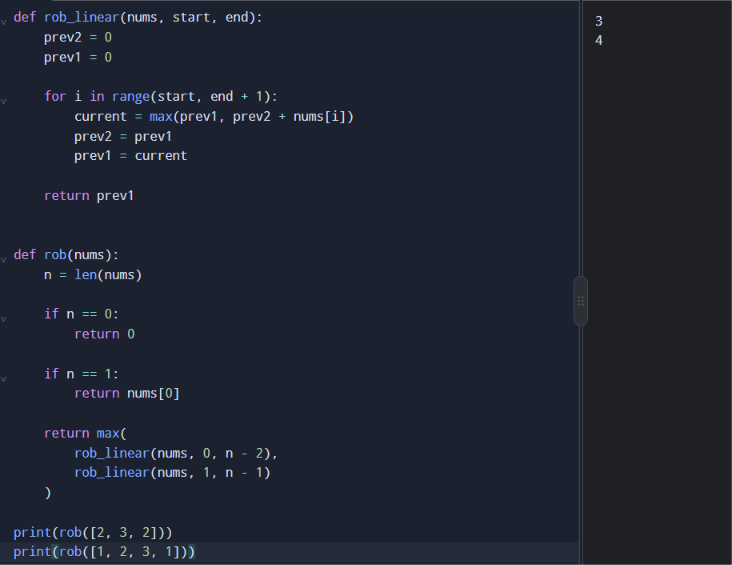 def rob_linear(nums, start, end):
    prev2 = 0
    prev1 = 0

    for i in range(start, end + 1):
        current = max(prev1, prev2 + nums[i])
        prev2 = prev1
        prev1 = current

    return prev1


def rob(nums):
    n = len(nums)

    if n == 0:
        return 0

    if n == 1:
        return nums[0]

    return max(
        rob_linear(nums, 0, n - 2),
        rob_linear(nums, 1, n - 1)
    )

print(rob([2, 3, 2]))
print(rob([1, 2, 3, 1]))
3
4